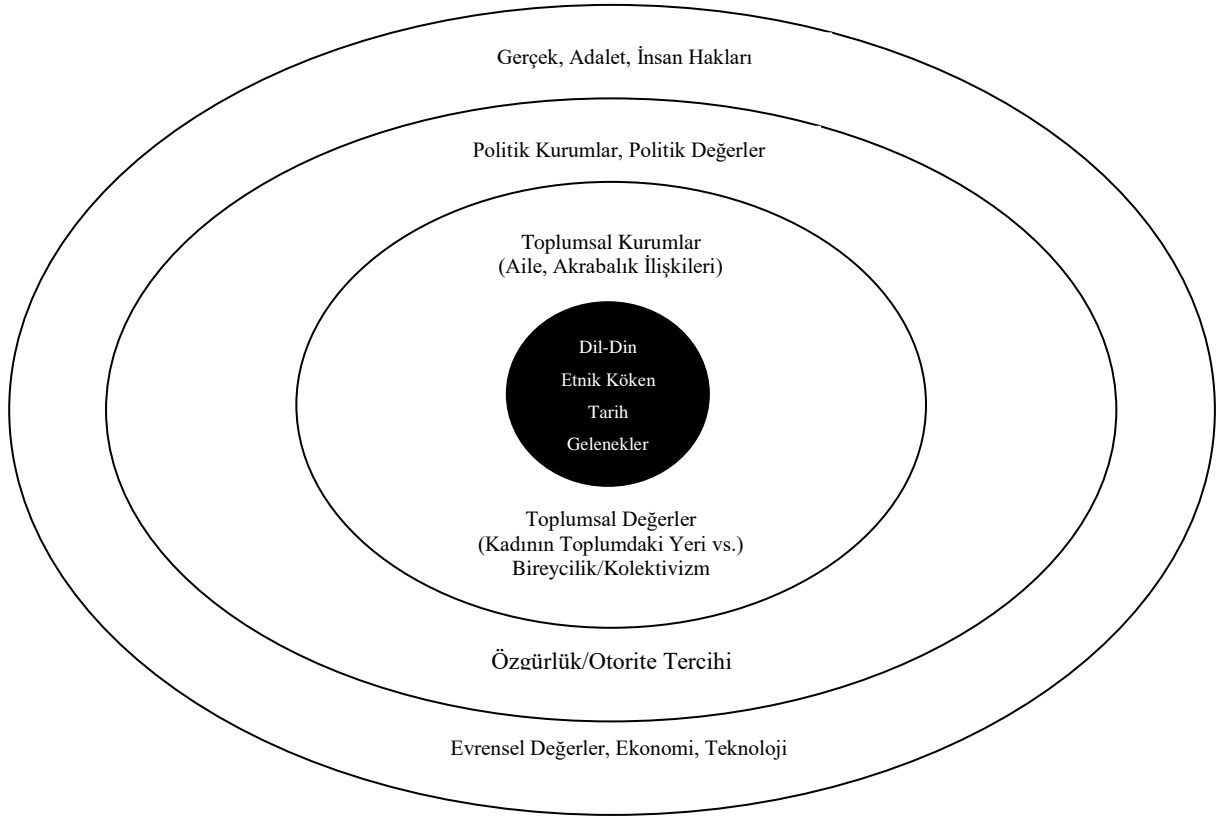 Gerçek, Adalet, İnsan Hakları
Politik Kurumlar, Politik Değerler
Toplumsal Kurumlar
(Aile, Akrabalık İlişkileri)
Dil-Din
Etnik Köken
Tarih
Gelenekler
Toplumsal Değerler
(Kadının Toplumdaki Yeri vs.)
Bireycilik/Kolektivizm
Özgürlük/Otorite Tercihi
Evrensel Değerler, Ekonomi, Teknoloji